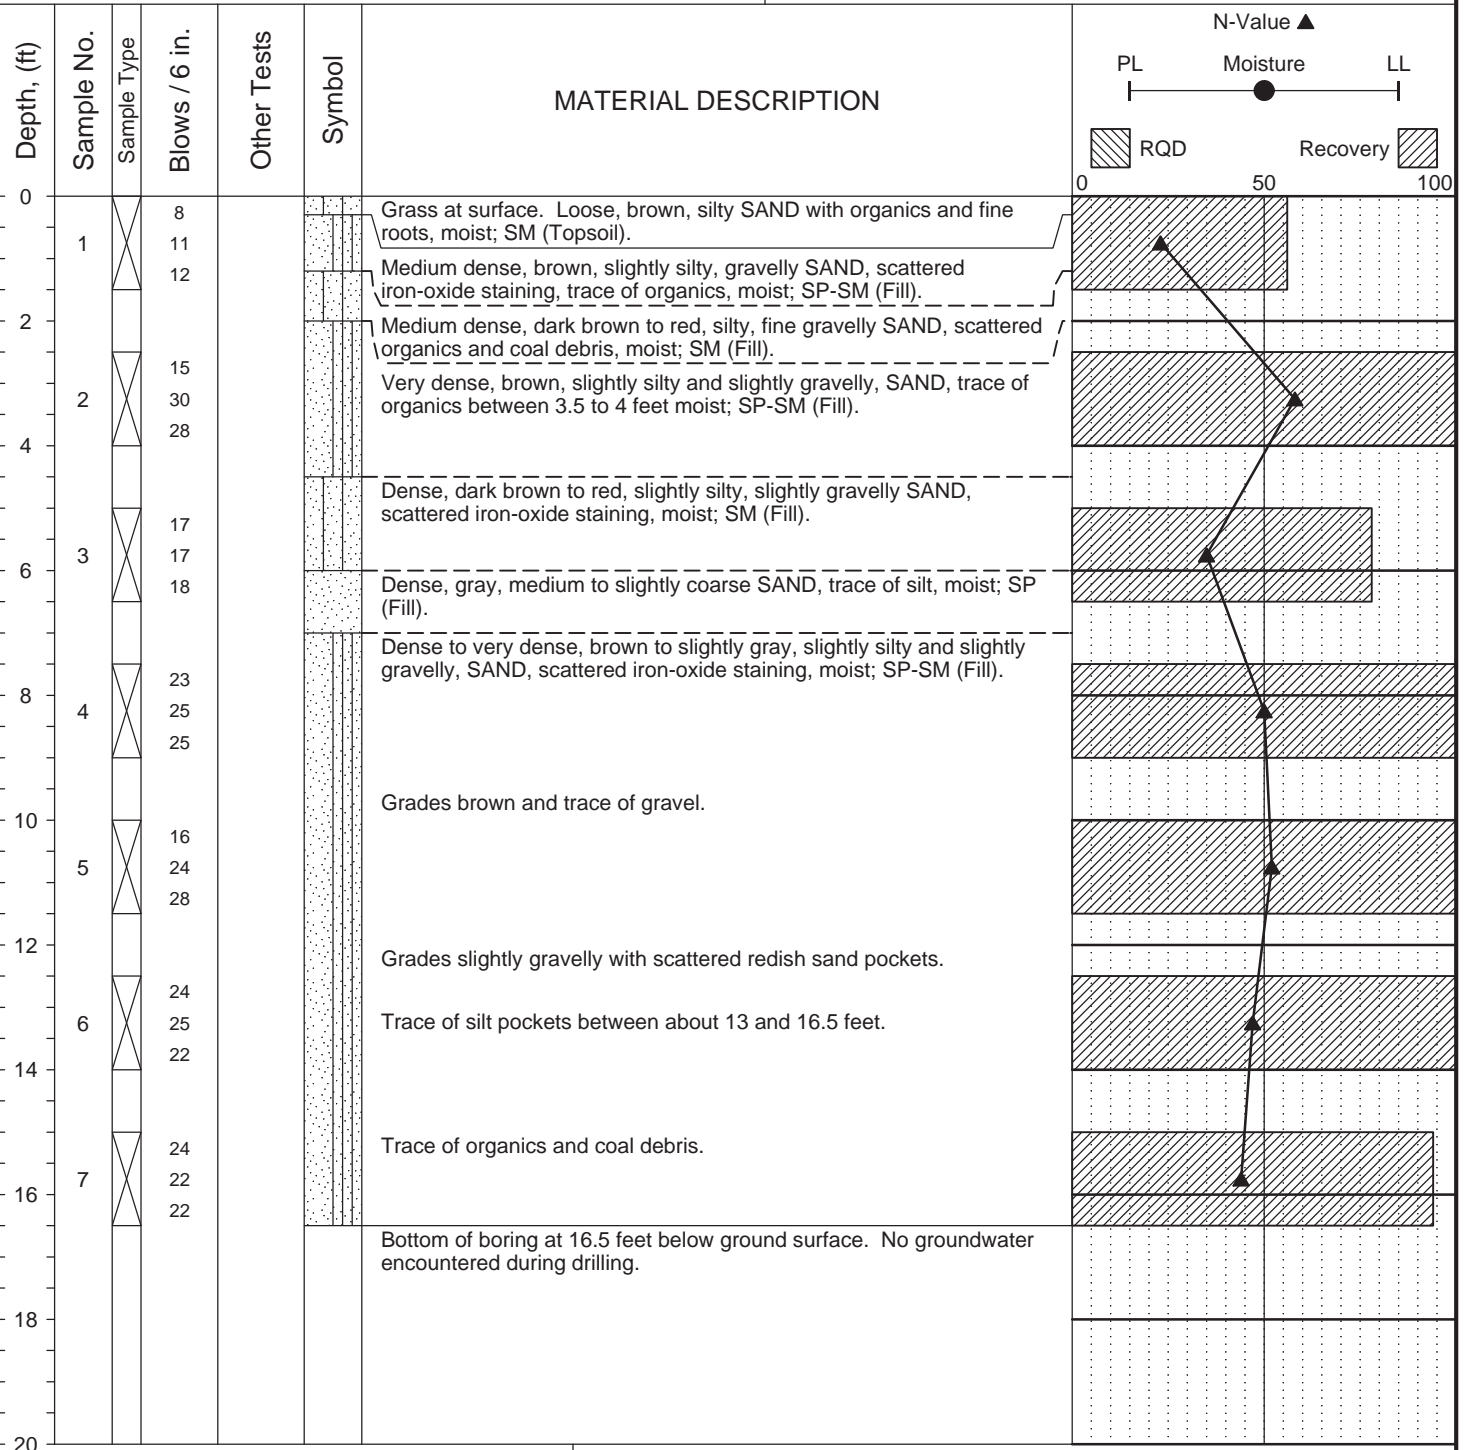 Depth, (ft)
Sample No.
Sample Type
Blows / 6 in.
Other Tests
Symbol
MATERIAL DESCRIPTION
N-Value
PL Moisture LL
RQD Recovery
0 50 100
0
8
Grass at surface. Loose, brown, silty SAND with organics and fine
roots, moist; SM (Topsoil).
1
11
12
Medium dense, brown, slightly silty, gravelly SAND, scattered
iron-oxide staining, trace of organics, moist; SP-SM (Fill).
2
Medium dense, dark brown to red, silty, fine gravelly SAND, scattered
organics and coal debris, moist; SM (Fill).
15
Very dense, brown, slightly silty and slightly gravelly, SAND, trace of
organics between 3.5 to 4 feet moist; SP-SM (Fill).
2
30
28
4
Dense, dark brown to red, slightly silty, slightly gravelly SAND,
scattered iron-oxide staining, moist; SM (Fill).
17
3
17
6
18
Dense, gray, medium to slightly coarse SAND, trace of silt, moist; SP
(Fill).
Dense to very dense, brown to slightly gray, slightly silty and slightly
gravelly, SAND, scattered iron-oxide staining, moist; SP-SM (Fill).
23
8
4
25
25
Grades brown and trace of gravel.
10
16
5
24
28
12
Grades slightly gravelly with scattered redish sand pockets.
24
6
25
Trace of silt pockets between about 13 and 16.5 feet.
22
14
24
Trace of organics and coal debris.
7
22
16
22
Bottom of boring at 16.5 feet below ground surface. No groundwater
encountered during drilling.
18
20